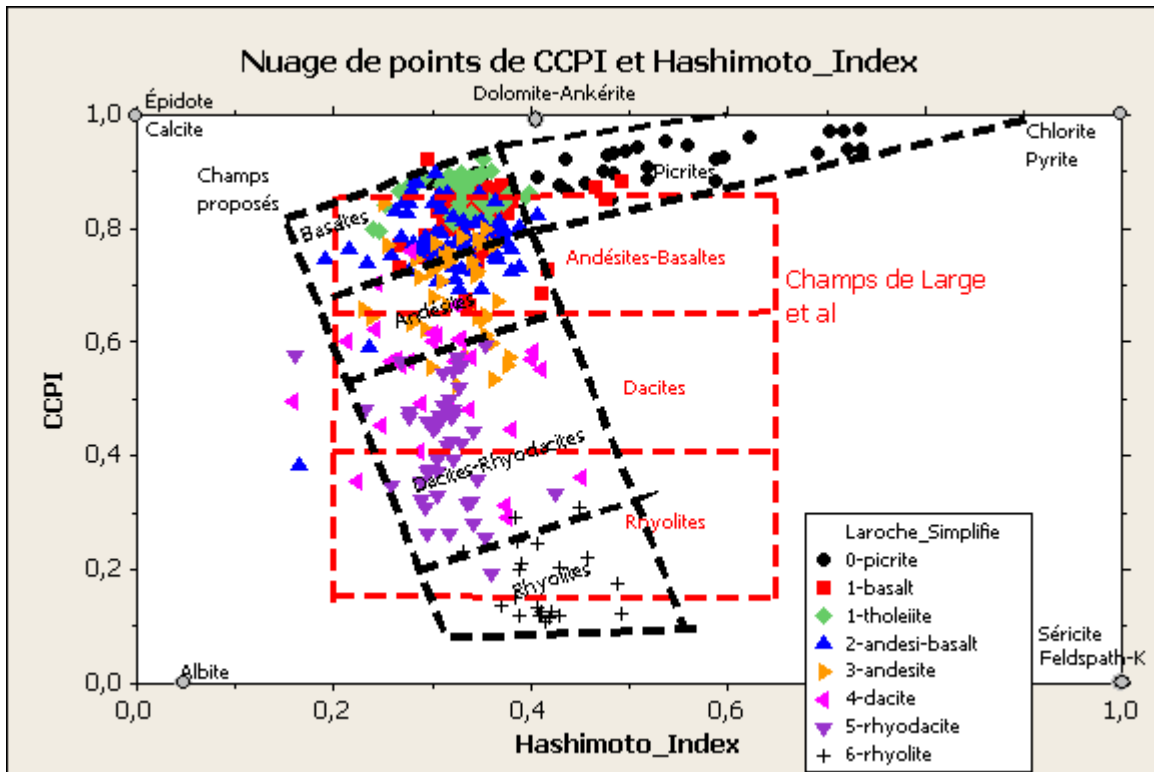 Nuage de points de CCPI et Hashimoto_Index
Dolomite-Ankérite
Épidote
Calcite
Chlorite
Pyrite
Champs
proposés
Picrites
Basaltes
Andésites-Basaltes
Champs de Large
et al
Andésites
Dacites
Dacites-Rhyodacites
Rhyolites
Rhyolites
Albite
Séricite
Feldspath-K
1,0
0,8
0,6
0,4
0,2
0,0
CCPI
0,0
0,2
0,4
0,6
1,0
Hashimoto_Index
Laroche_Simplifie
0-picrite
1-basalt
1-tholeiite
2-andesi-basalt
3-andesite
4-dacite
5-rhyodacite
6-rhyolite